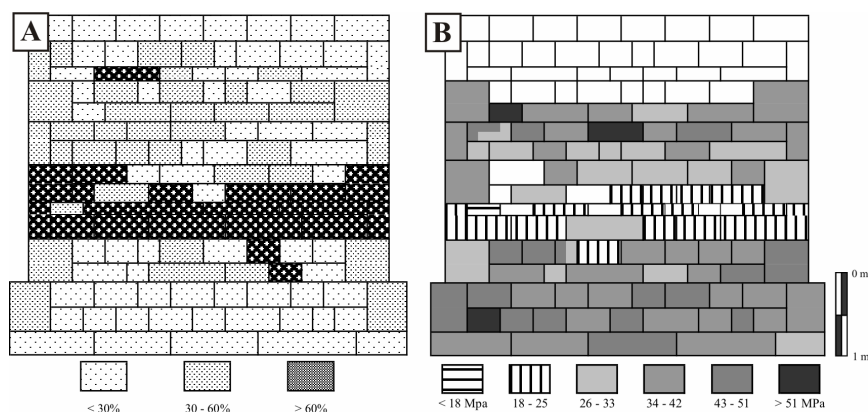 A
B
0 m
1 m
< 30%
30 - 60%
> 60%
< 18 Mpa
18 - 25
26 - 33
34 - 42
43 - 51
> 51 MPa